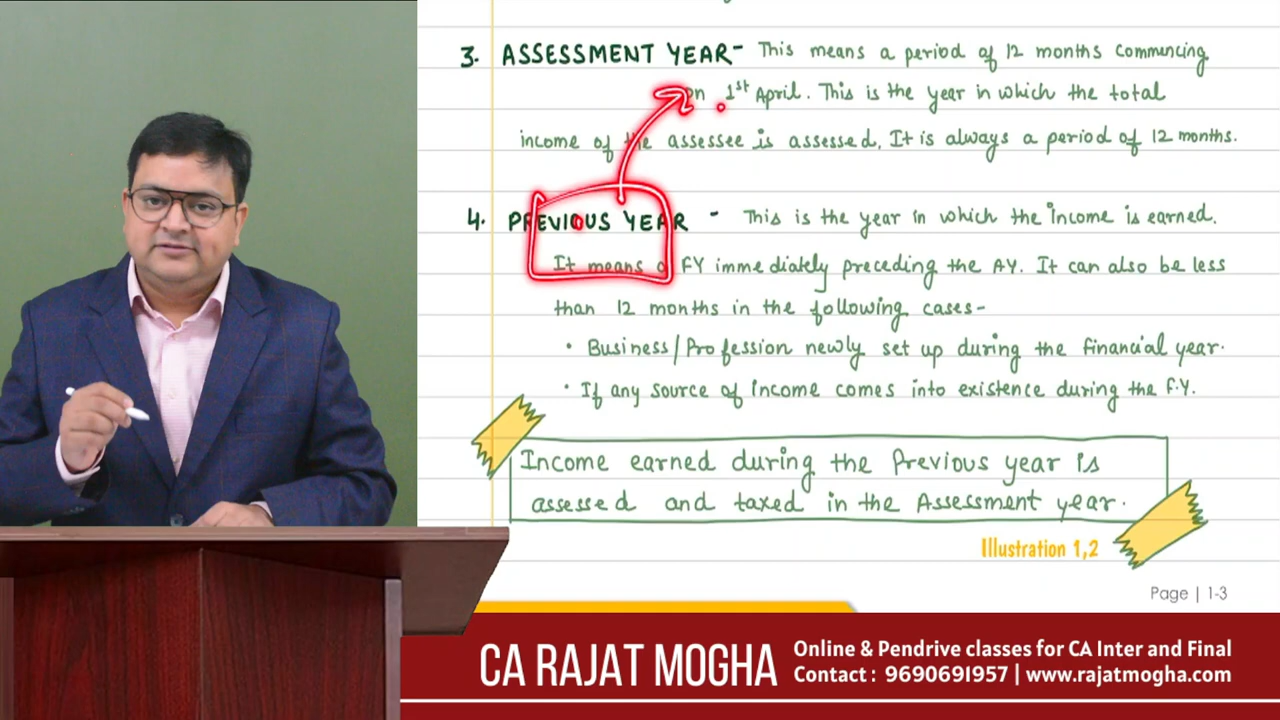 3. ASSESSMENT YEAR - This means a period of 12 months Commencing
on 1st April. This is the year in which the total
income of the assessee is assessed. It is always a period of 12 months.
4. PREVIOUS YEAR - This is the year in which the income is earned.
It means a FY immediately preceding the AY. It can also be less
than 12 months in the following cases-
• Business/Profession newly set up during the financial year.
• If any source of income comes into existence during the F.Y.
Income earned during the Previous year is
assessed and taxed in the Assessment year.
Illustration 1,2
Page | 1-3
CA RAJAT MOGHA
Online & Pendrive classes for CA Inter and Final
Contact : 9690691957 | www.rajatmogha.com